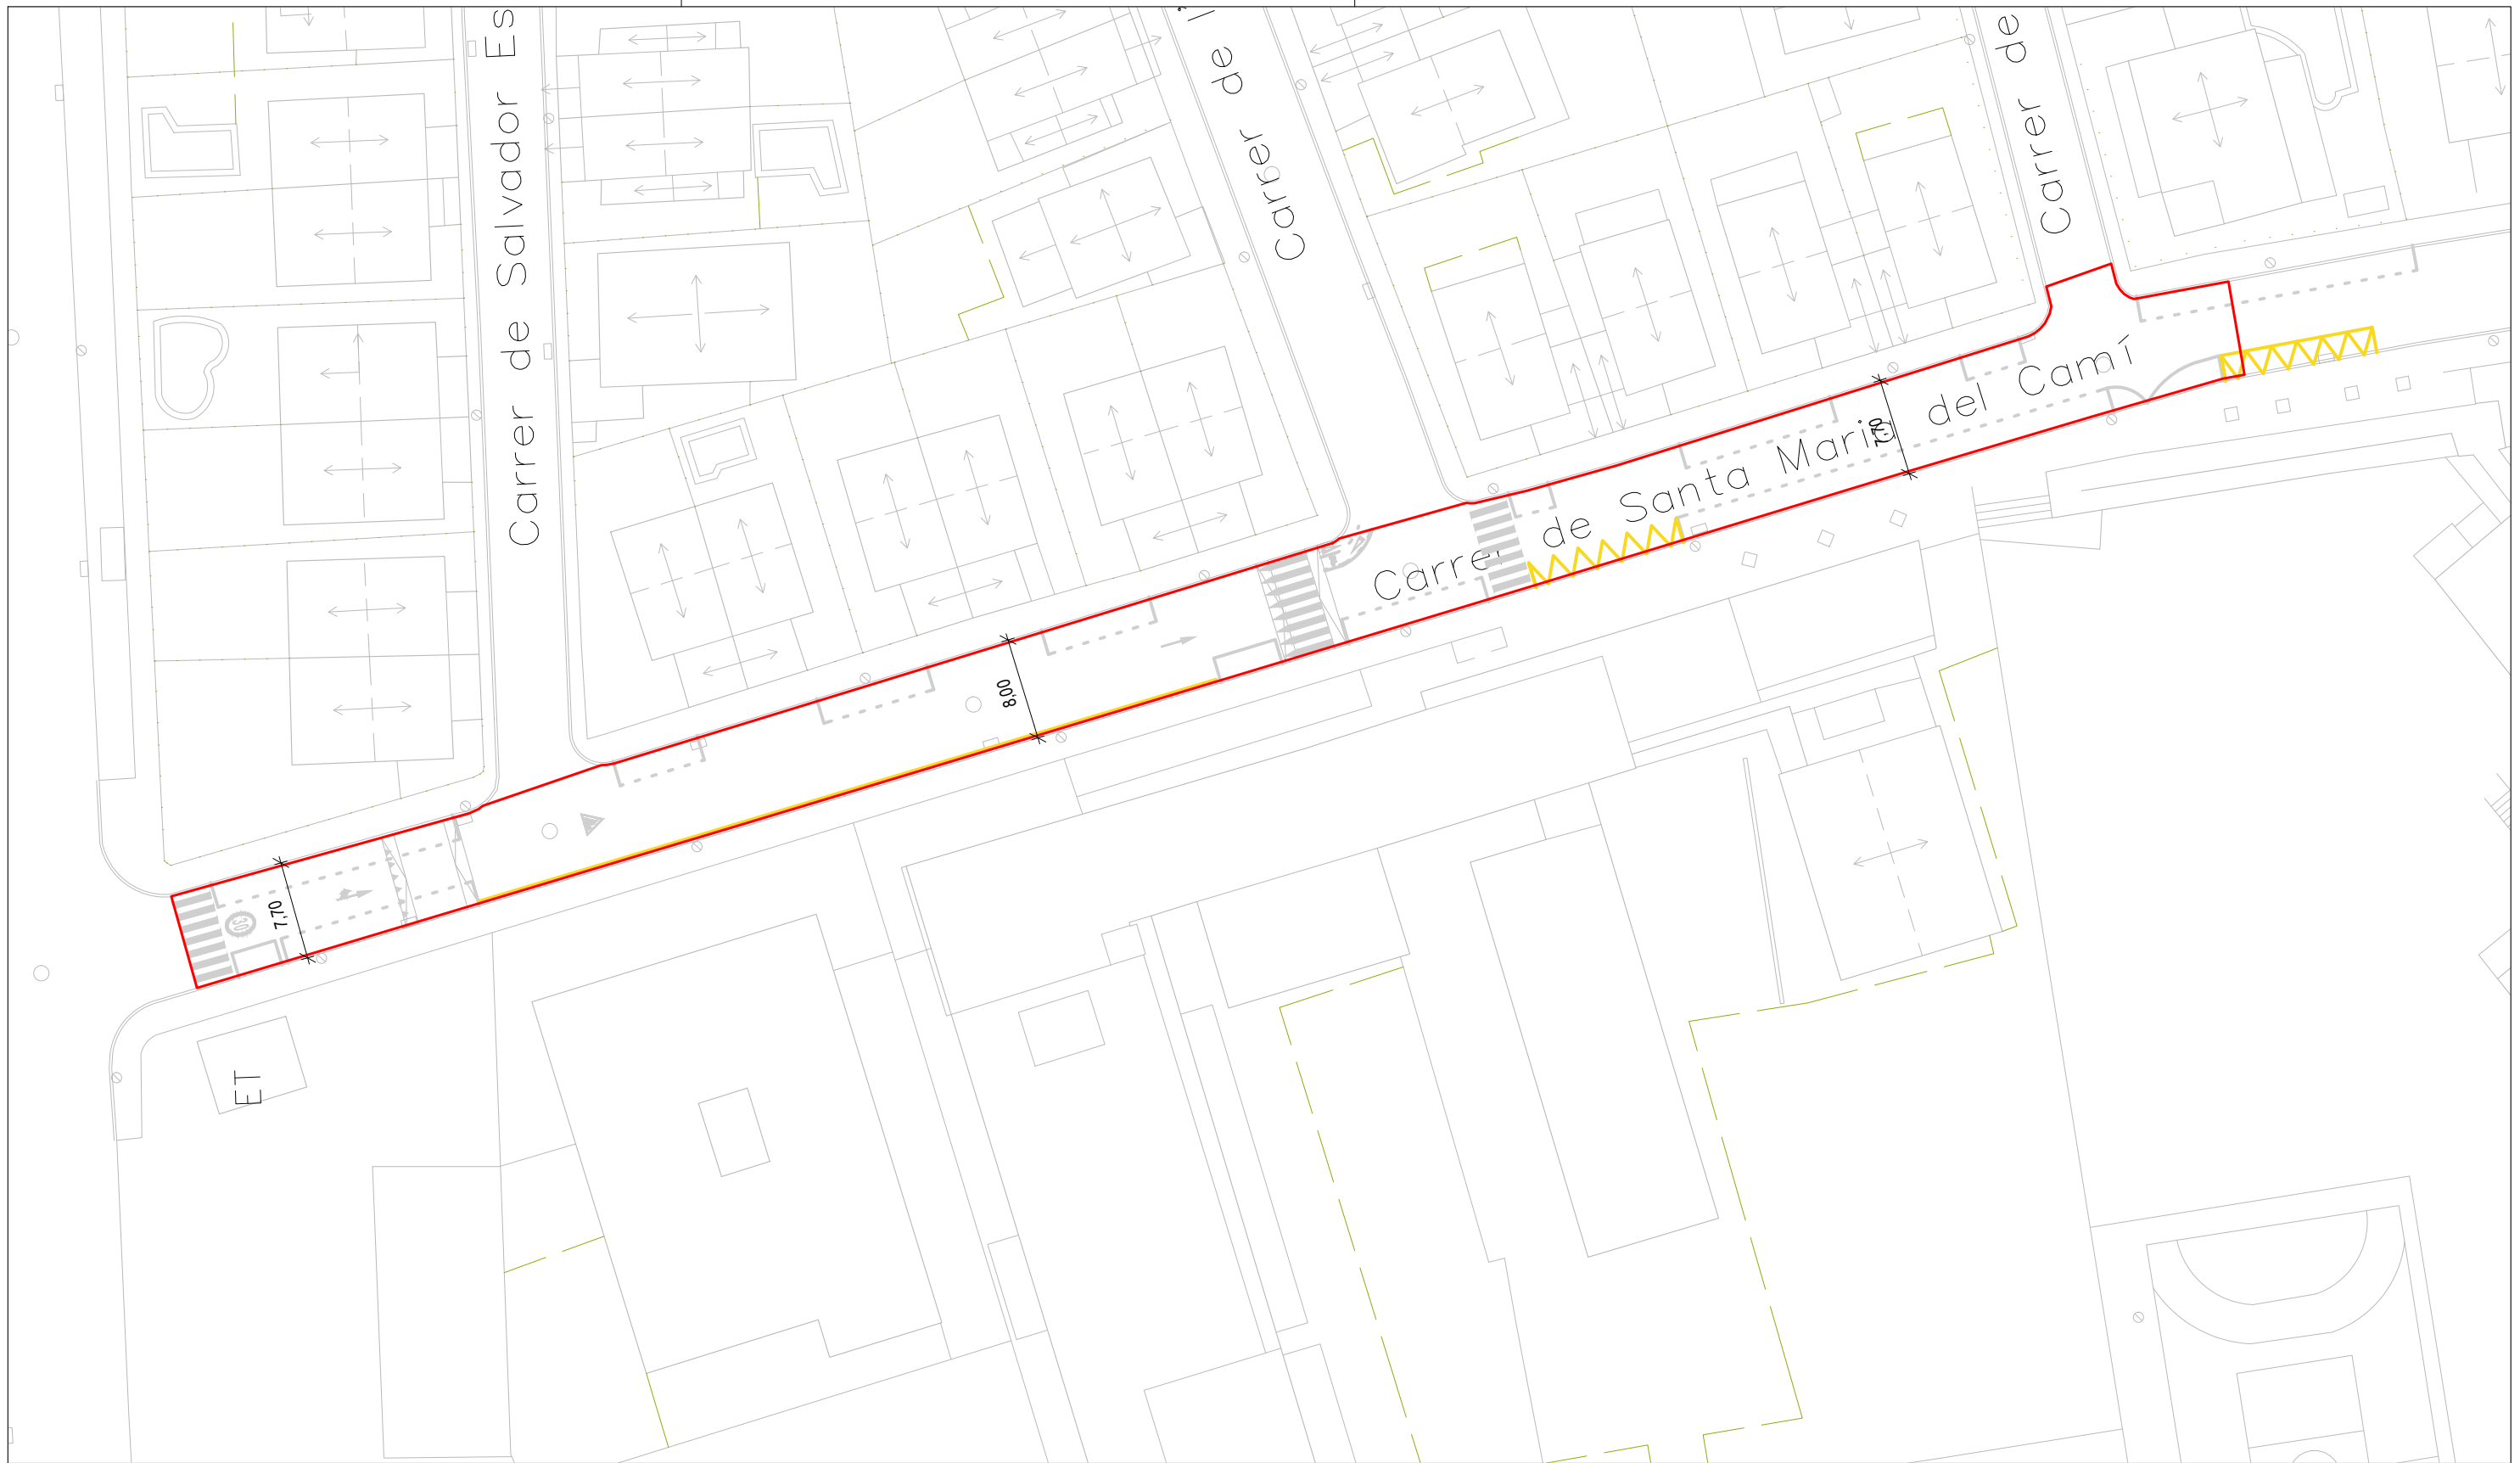 Carrer de Salvador Es
Carrer de
Carrer de
Carrer de Santa Maria del Camí
7,70
8,00
7,70
30
ET